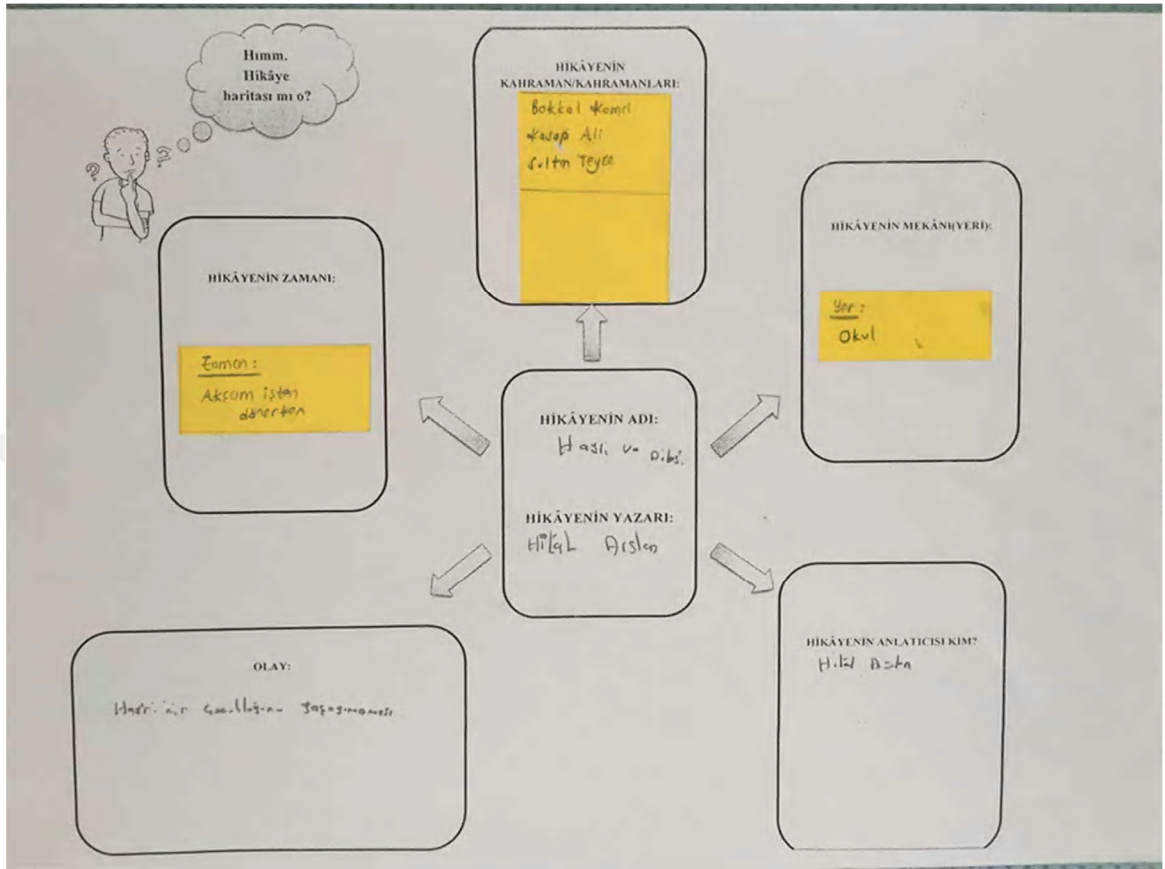 Hımm.
Hikâye
haritası mı o?
?
?
HİKÂYENİN
KAHRAMAN/KAHRAMANLARI:
Bakkal Kamil
Kasap Ali
Sultan Teyze
HİKÂYENİN MEKÂNI(YERİ):
Yer:
Okul
HİKÂYENİN ZAMANI:
Zaman:
Akşam işten
dönerken
HİKÂYENİN ADI:
HİKÂYENİN YAZARI:
Hilal Arslan
OLAY:
HİKÂYENİN ANLATICISI KİM?
Hilal